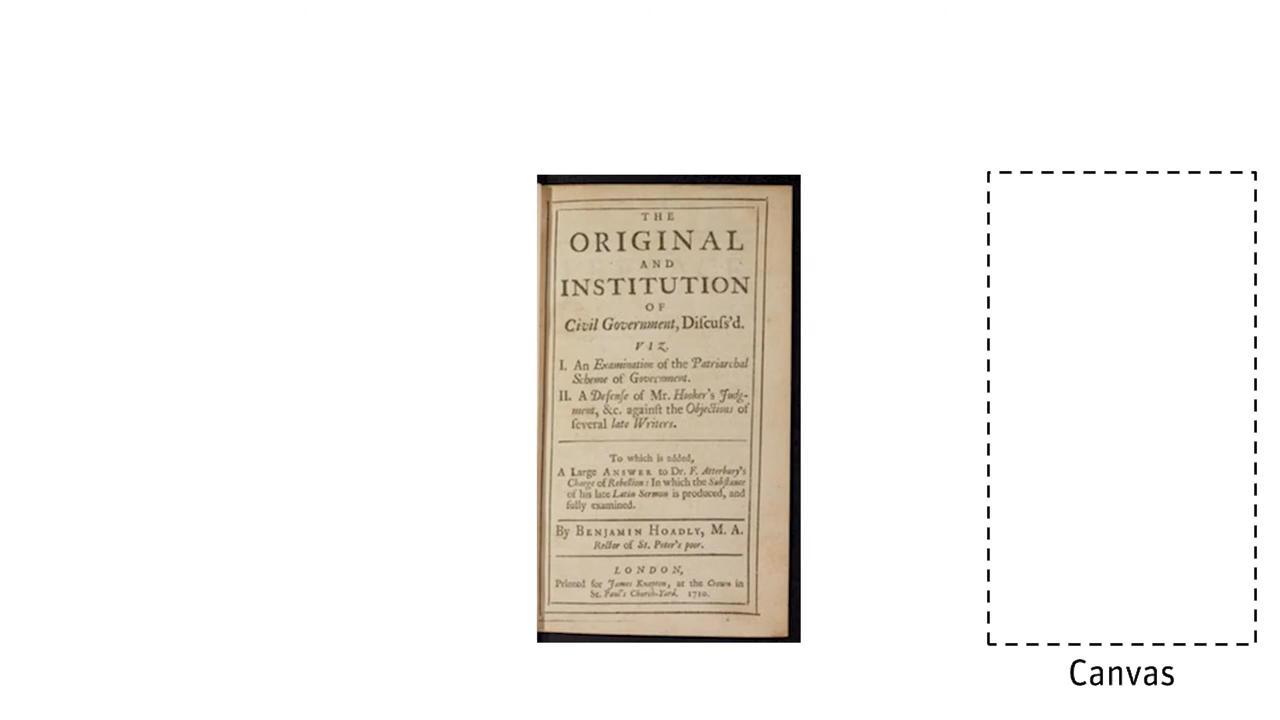 THE
ORIGINAL
AND
INSTITUTION
OF
Civil Government, Diſcuſs'd.
VIZ.
I. An Examination of the Patriarchal
Scheme of Government.
II. A Defenſe of Mr. Hooker's Judg-
ment, &c. againſt the Objections of
ſeveral late Writers.
To which is added,
A Large ANSWER to Dr. F. Atterbury's
Charge of Rebellion: In which the Subſtance
of his late Latin Sermon is produced, and
fully examined.
By BENJAMIN HOADLY, M. A.
Rector of St. Peter's poor.
LONDON,
Printed for James Knapton, at the Crown in
St. Paul's Church-Yard. 1710.
Canvas